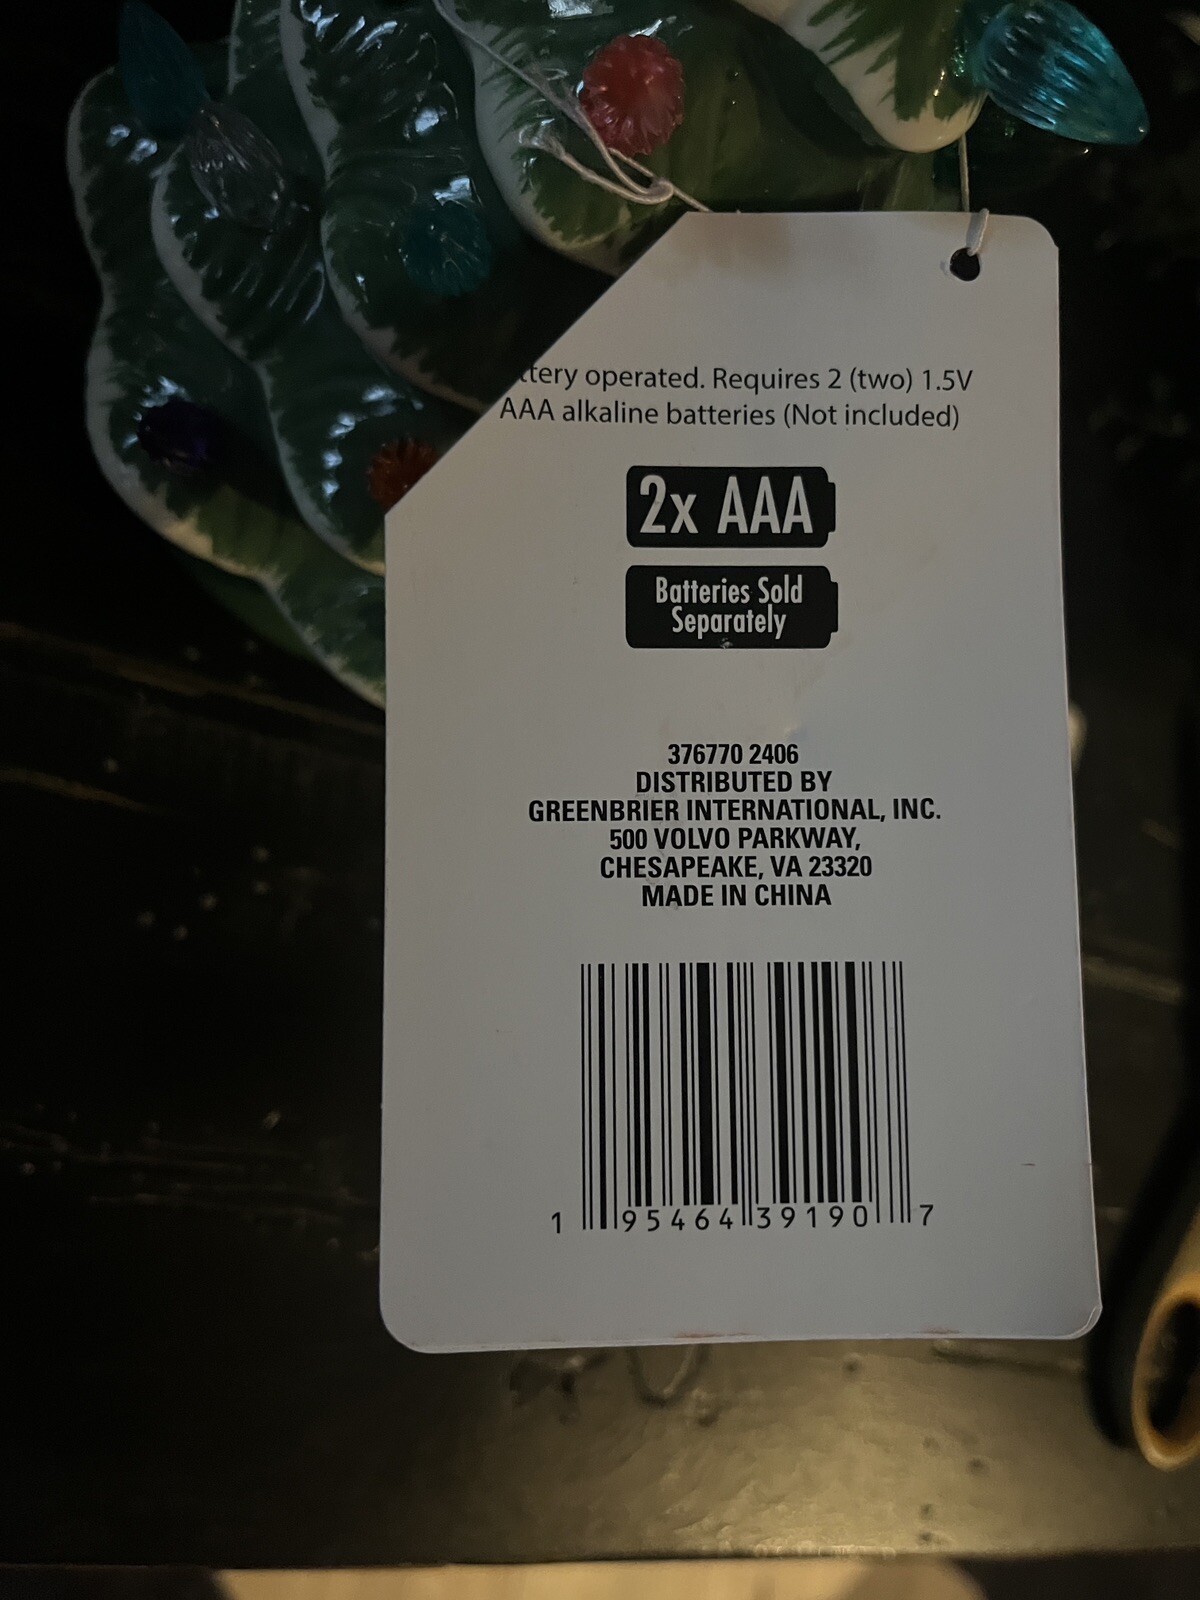 operated. Requires 2 (two) 1.5V
AAA alkaline batteries (Not included)
2x AAA
Batteries Sold
Separately
376770 2406
DISTRIBUTED BY
GREENBRIER INTERNATIONAL, INC.
500 VOLVO PARKWAY,
CHESAPEAKE, VA 23320
MADE IN CHINA
1 95464 39190 7